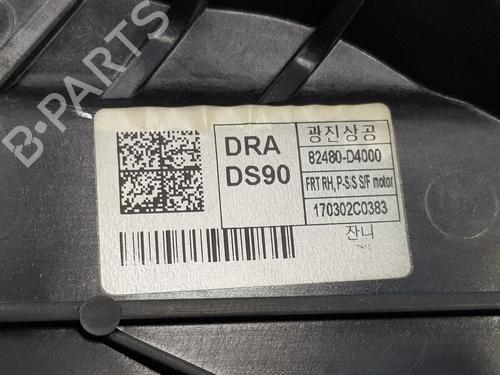 B-PARTS
DRA
DS90
광진상공
82480-D4000
FRT RH, P-S/S S/F motor
170302C0383
잔니